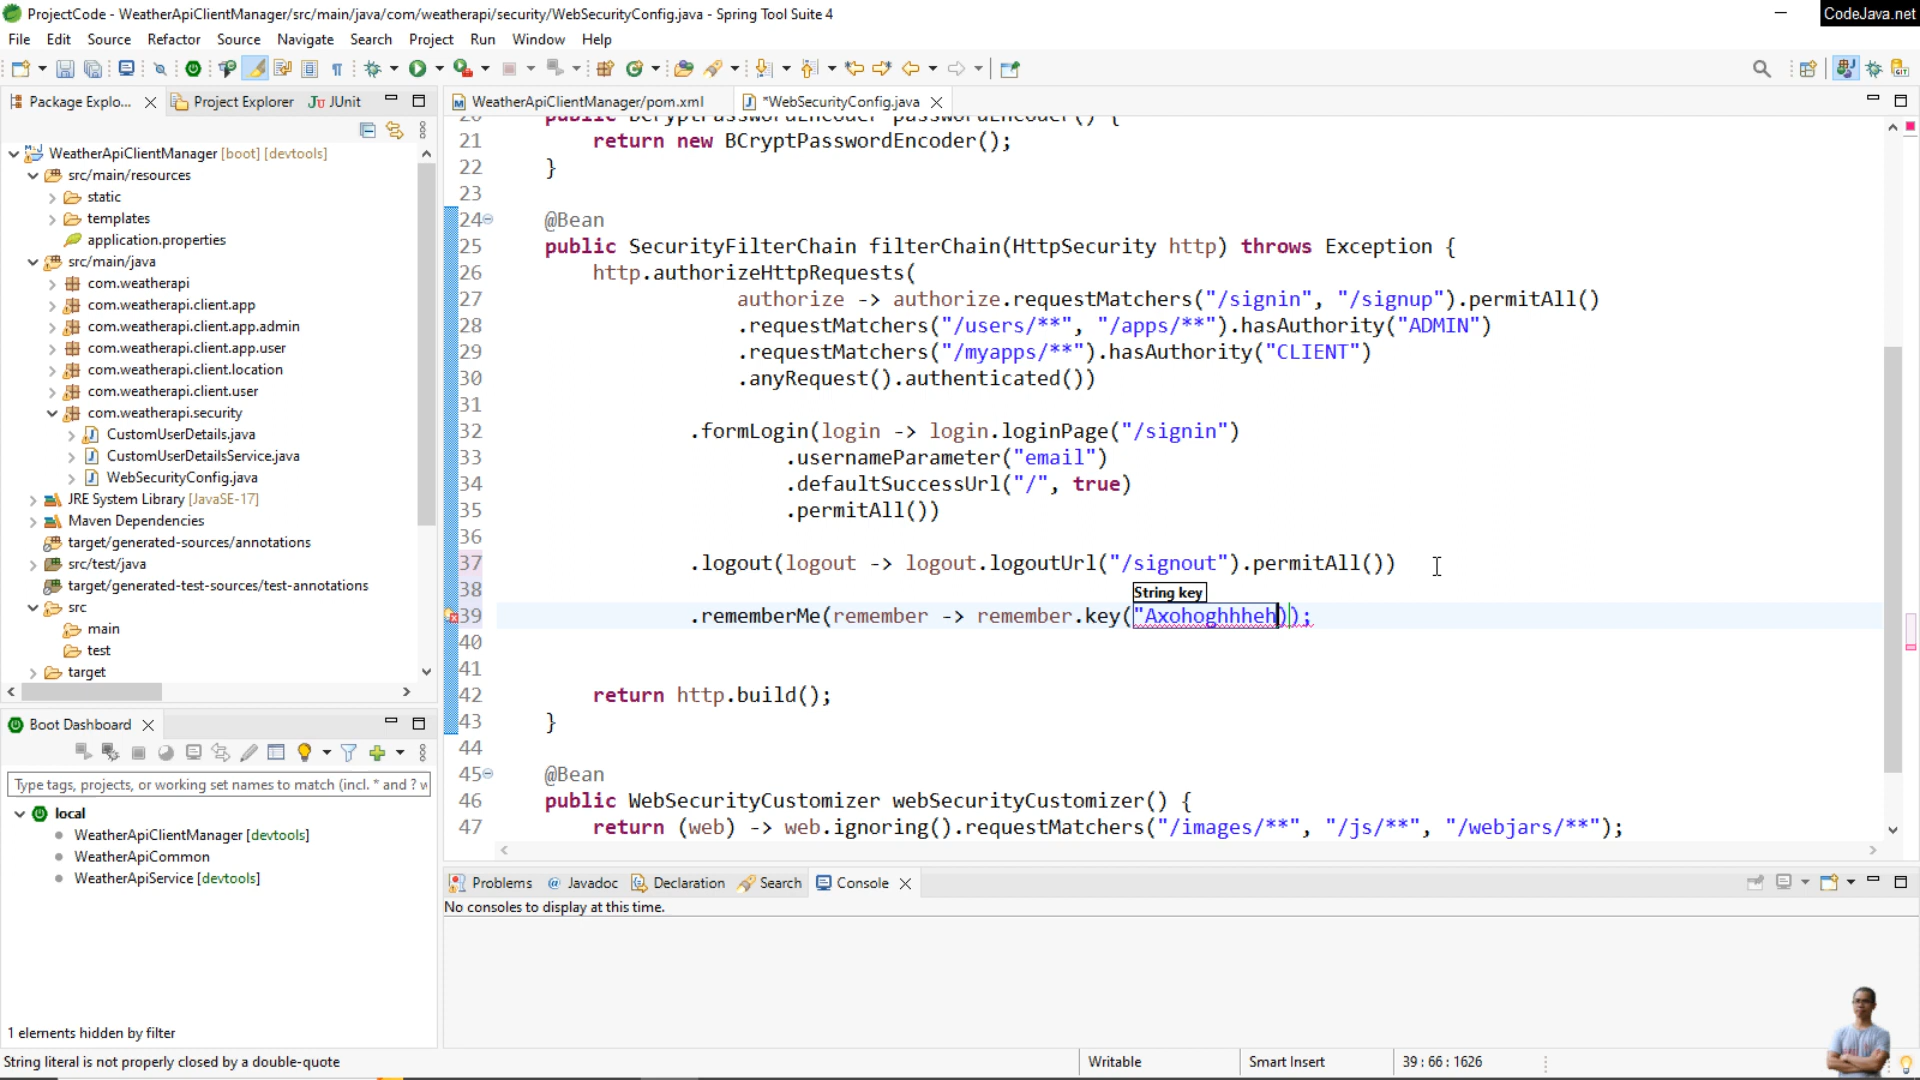 ProjectCode - WeatherApiClientManager/src/main/java/com/weatherapi/security/WebSecurityConfig.java - Spring Tool Suite 4
CodeJava.net
File Edit Source Refactor Source Navigate Search Project Run Window Help
Package Explo... Project Explorer JUnit
WeatherApiClientManager/pom.xml *WebSecurityConfig.java
WeatherApiClientManager [boot] [devtools]
src/main/resources
static
templates
application.properties
src/main/java
com.weatherapi
com.weatherapi.client.app
com.weatherapi.client.app.admin
com.weatherapi.client.app.user
com.weatherapi.client.location
com.weatherapi.client.user
com.weatherapi.security
CustomUserDetails.java
CustomUserDetailsService.java
WebSecurityConfig.java
JRE System Library [JavaSE-17]
Maven Dependencies
target/generated-sources/annotations
src/test/java
target/generated-test-sources/test-annotations
src
main
test
target
20 public BCryptPasswordEncoder passwordEncoder() {
21 return new BCryptPasswordEncoder();
22 }
23
24 @Bean
25 public SecurityFilterChain filterChain(HttpSecurity http) throws Exception {
26 http.authorizeHttpRequests(
27 authorize -> authorize.requestMatchers("/signin", "/signup").permitAll()
28 .requestMatchers("/users/**", "/apps/**").hasAuthority("ADMIN")
29 .requestMatchers("/myapps/**").hasAuthority("CLIENT")
30 .anyRequest().authenticated())
31
32 .formLogin(login -> login.loginPage("/signin")
33 .usernameParameter("email")
34 .defaultSuccessUrl("/", true)
35 .permitAll())
36
37 .logout(logout -> logout.logoutUrl("/signout").permitAll())
38
String key
39 .rememberMe(remember -> remember.key("Axohoghhheh));
40
41
42 return http.build();
43 }
44
45 @Bean
46 public WebSecurityCustomizer webSecurityCustomizer() {
47 return (web) -> web.ignoring().requestMatchers("/images/**", "/js/**", "/webjars/**");
Boot Dashboard
Type tags, projects, or working set names to match (incl. * and ? w
local
WeatherApiClientManager [devtools]
WeatherApiCommon
WeatherApiService [devtools]
1 elements hidden by filter
Problems Javadoc Declaration Search Console
No consoles to display at this time.
String literal is not properly closed by a double-quote
Writable Smart Insert 39 : 66 : 1626